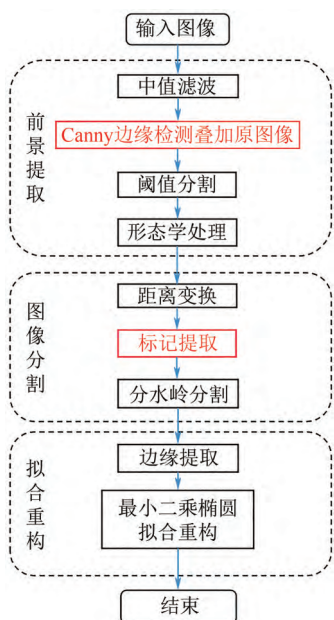 输入图像
前景提取
中值滤波
Canny边缘检测叠加原图像
阈值分割
形态学处理
图像分割
距离变换
标记提取
分水岭分割
拟合重构
边缘提取
最小二乘椭圆
拟合重构
结束